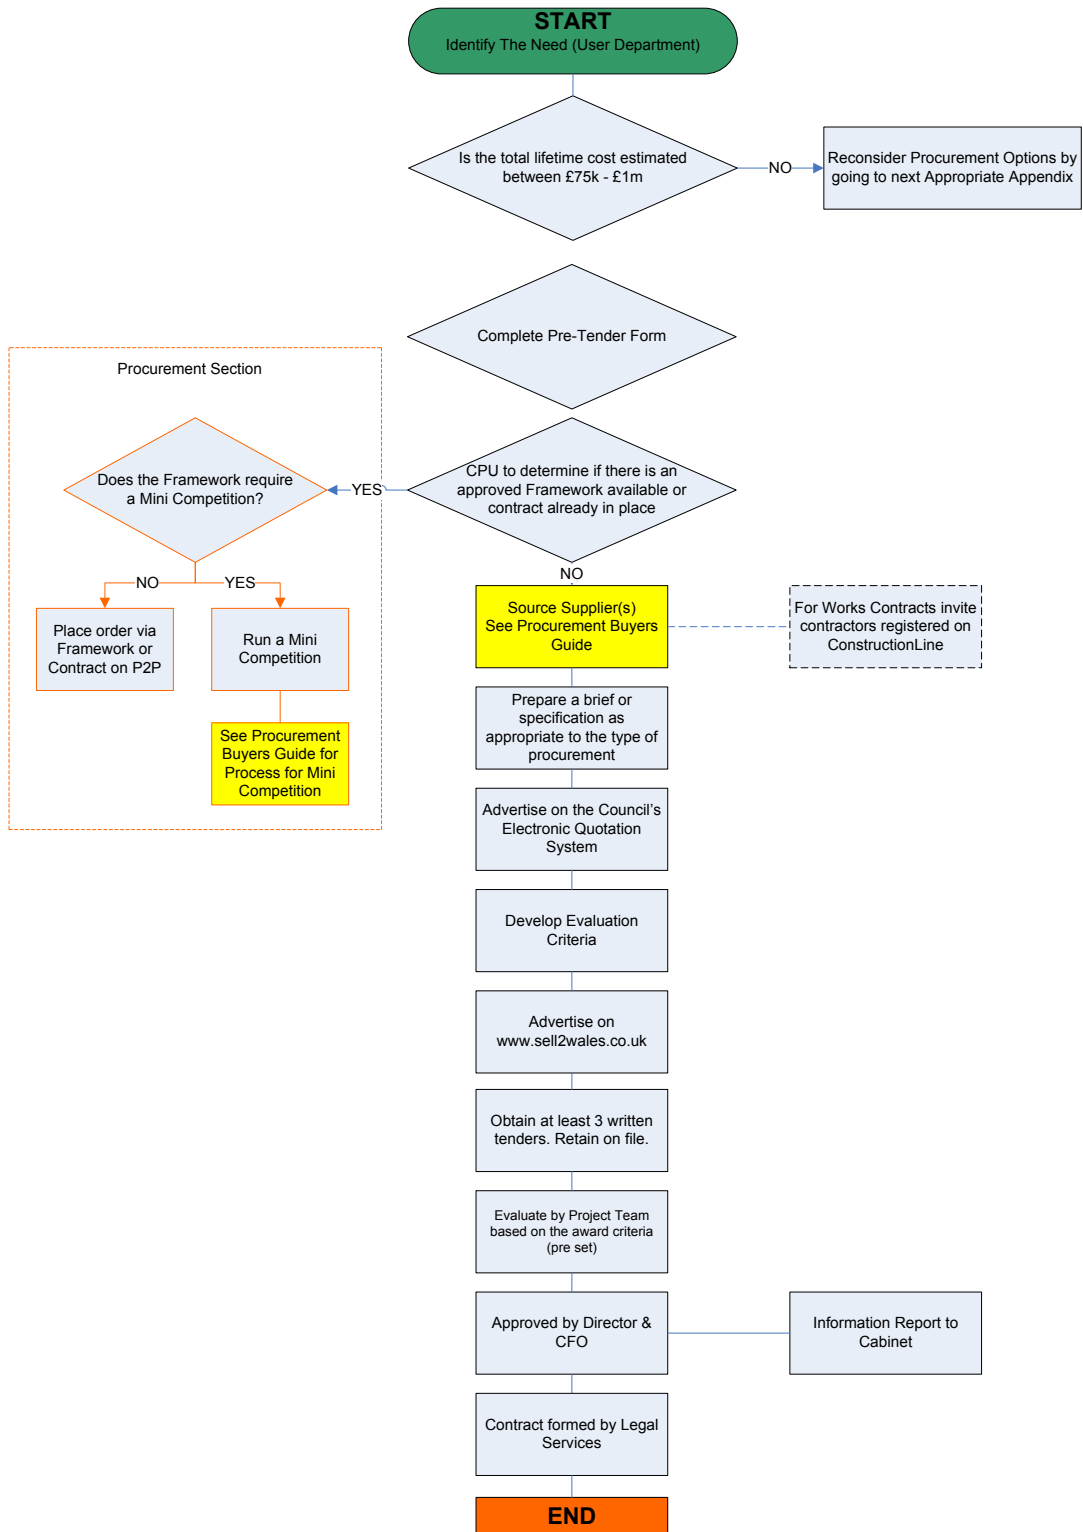 START
Identify The Need (User Department)
Is the total lifetime cost estimated
between £75k - £1m
NO
Reconsider Procurement Options by
going to next Appropriate Appendix
Complete Pre-Tender Form
Procurement Section
Does the Framework require
a Mini Competition?
YES
CPU to determine if there is an
approved Framework available or
contract already in place
NO
YES
NO
Place order via
Framework or
Contract on P2P
Run a Mini
Competition
See Procurement
Buyers Guide for
Process for Mini
Competition
Source Supplier(s)
See Procurement Buyers
Guide
For Works Contracts invite
contractors registered on
ConstructionLine
Prepare a brief or
specification as
appropriate to the type of
procurement
Advertise on the Council's
Electronic Quotation
System
Develop Evaluation
Criteria
Advertise on
www.sell2wales.co.uk
Obtain at least 3 written
tenders. Retain on file.
Evaluate by Project Team
based on the award criteria
(pre set)
Approved by Director &
CFO
Information Report to
Cabinet
Contract formed by Legal
Services
END